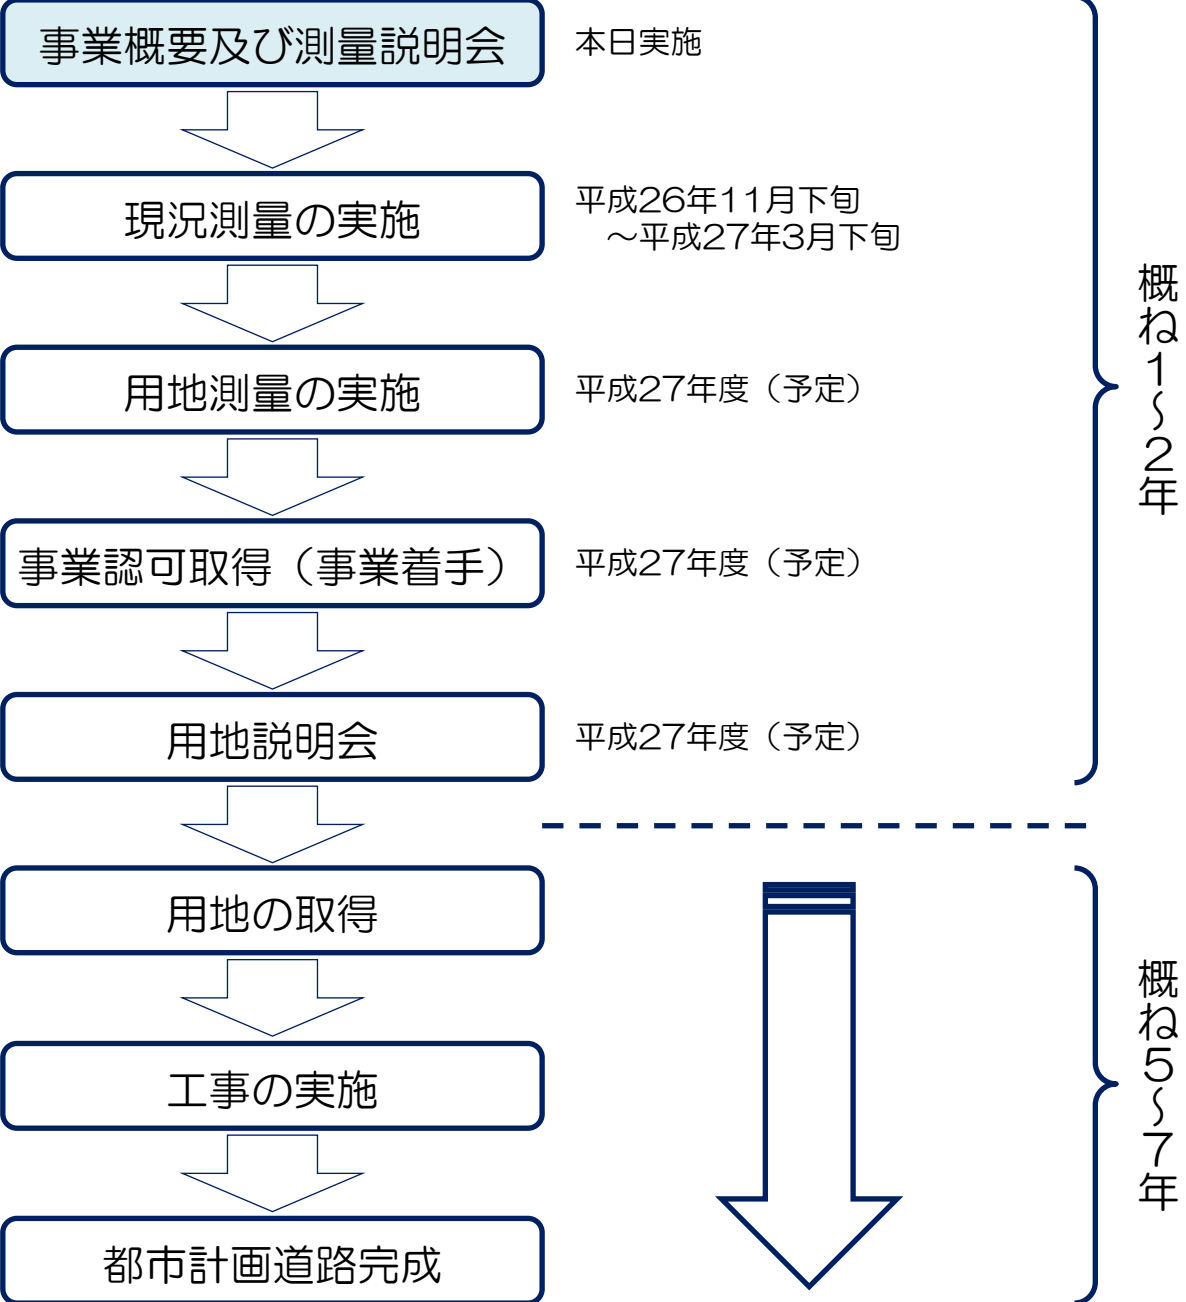 事業概要及び測量説明会
本日実施
現況測量の実施
平成26年11月下旬
～平成27年3月下旬
用地測量の実施
平成27年度（予定）
事業認可取得（事業着手）
平成27年度（予定）
用地説明会
平成27年度（予定）
概ね１～２年
用地の取得
工事の実施
都市計画道路完成
概ね５～７年